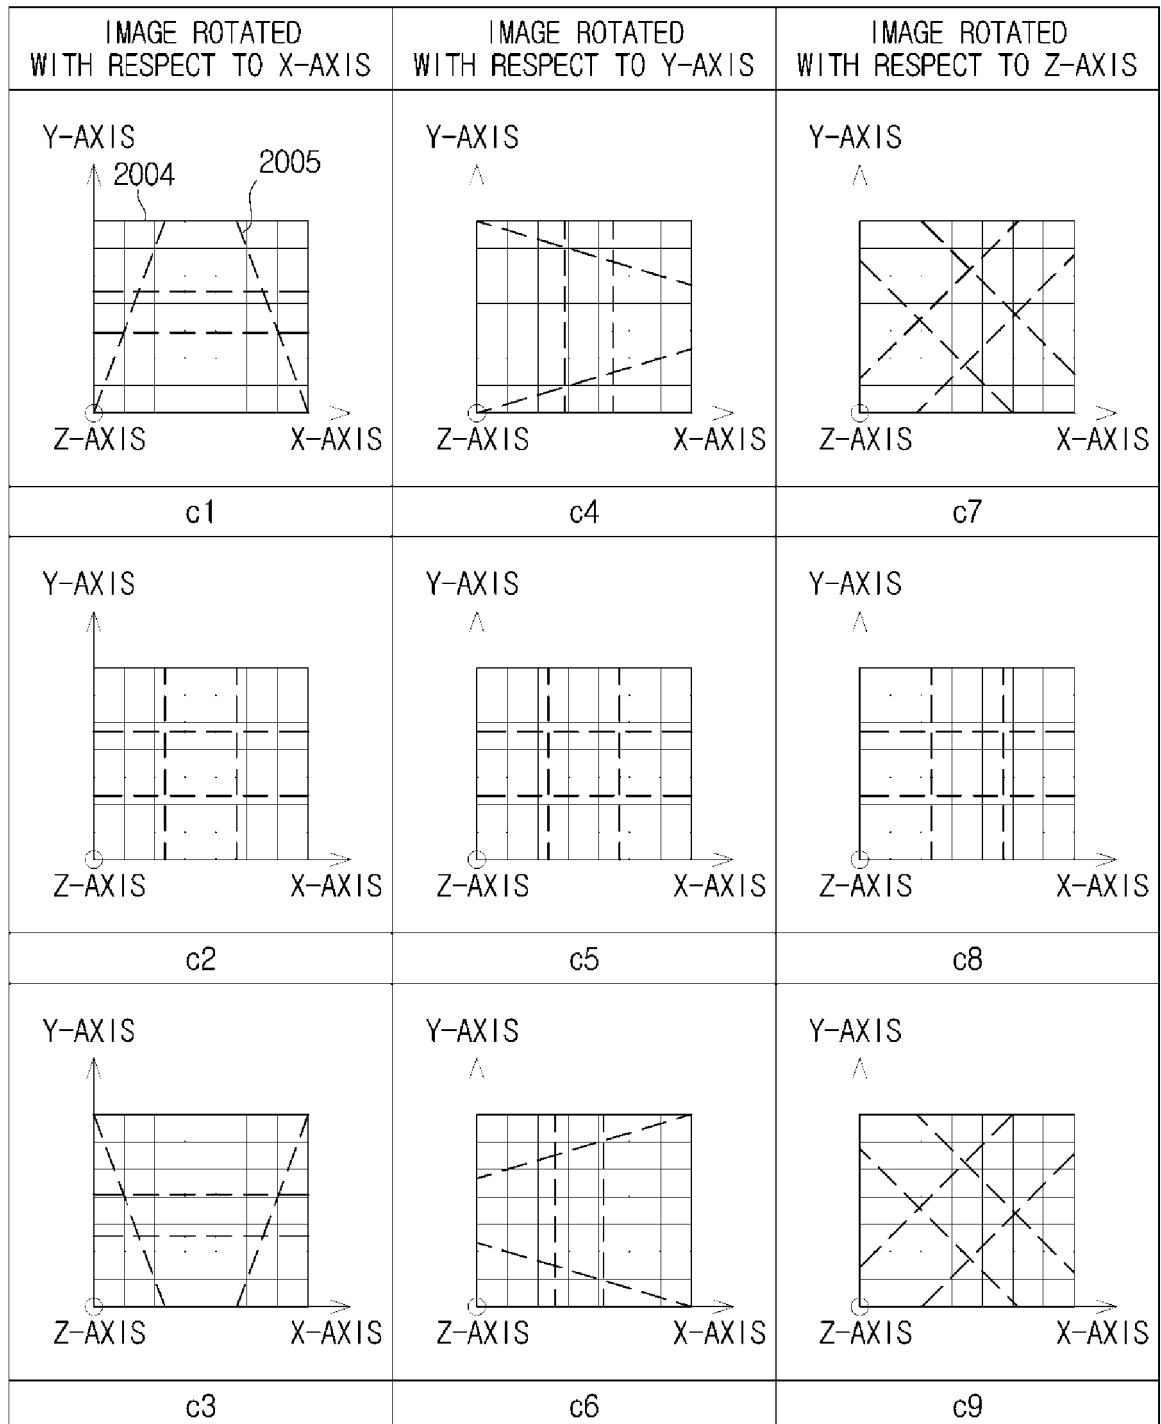 IMAGE ROTATED
WITH RESPECT TO X-AXIS
IMAGE ROTATED
WITH RESPECT TO Y-AXIS
IMAGE ROTATED
WITH RESPECT TO Z-AXIS
Y-AXIS
2004
2005
Z-AXIS
X-AXIS
Y-AXIS
Z-AXIS
X-AXIS
Y-AXIS
Z-AXIS
X-AXIS
c1
c4
c7
Y-AXIS
Z-AXIS
X-AXIS
Y-AXIS
Z-AXIS
X-AXIS
Y-AXIS
Z-AXIS
X-AXIS
c2
c5
c8
Y-AXIS
Z-AXIS
X-AXIS
Y-AXIS
Z-AXIS
X-AXIS
Y-AXIS
Z-AXIS
X-AXIS
c3
c6
c9